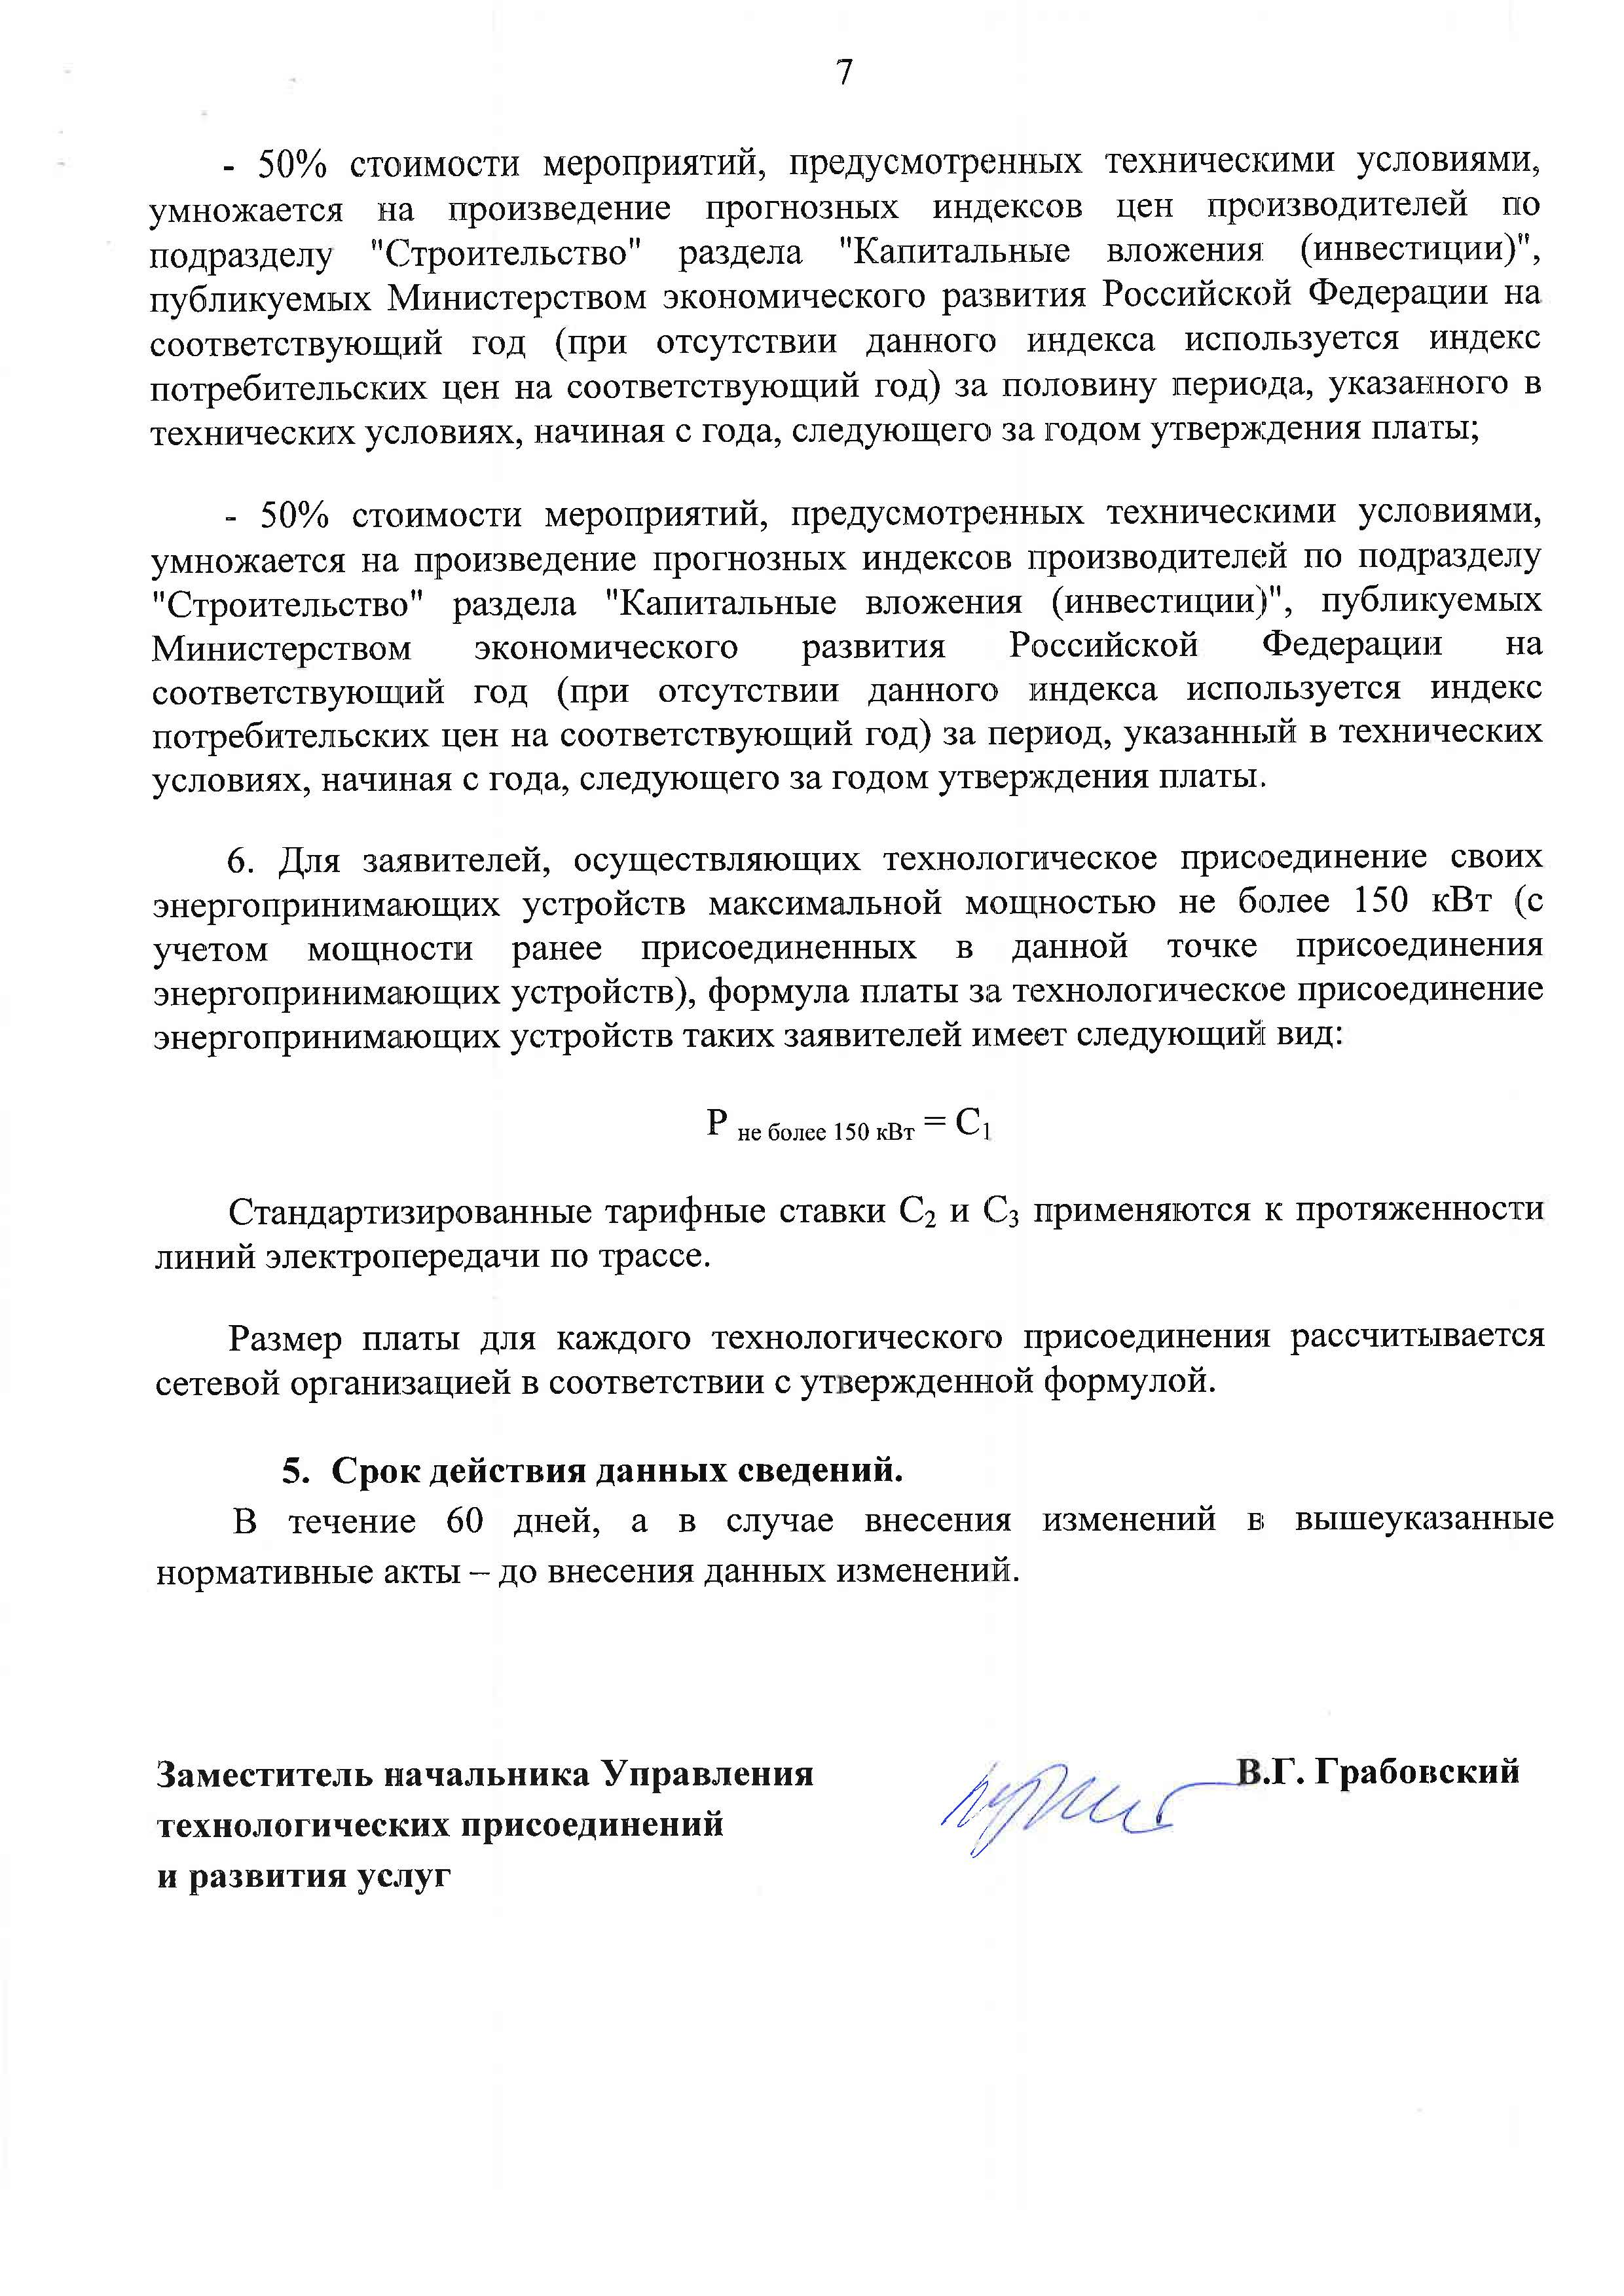 7
- 50% стоимости мероприятий, предусмотренных техническими условиями,
умножается на произведение прогнозных индексов цен производителей по
подразделу "Строительство" раздела "Капитальные вложения (инвестиции)",
публикуемых Министерством экономического развития Российской Федерации на
соответствующий год (при отсутствии данного индекса используется индекс
потребительских цен на соответствующий год) за половину периода, указанного в
технических условиях, начиная с года, следующего за годом утверждения платы;
- 50% стоимости мероприятий, предусмотренных техническими условиями,
умножается на произведение прогнозных индексов производителей по подразделу
"Строительство" раздела "Капитальные вложения (инвестиции)", публикуемых
Министерством экономического развития Российской Федерации на
соответствующий год (при отсутствии данного индекса используется индекс
потребительских цен на соответствующий год) за период, указанный в технических
условиях, начиная с года, следующего за годом утверждения платы.
6. Для заявителей, осуществляющих технологическое присоединение своих
энергопринимающих устройств максимальной мощностью не более 150 кВт (с
учетом мощности ранее присоединенных в данной точке присоединения
энергопринимающих устройств), формула платы за технологическое присоединение
энергопринимающих устройств таких заявителей имеет следующий вид:
Р не более 150 кВт = С₁
Стандартизированные тарифные ставки С₂ и С₃ применяются к протяженности
линий электропередачи по трассе.
Размер платы для каждого технологического присоединения рассчитывается
сетевой организацией в соответствии с утвержденной формулой.
5. Срок действия данных сведений.
В течение 60 дней, а в случае внесения изменений в вышеуказанные
нормативные акты – до внесения данных изменений.
Заместитель начальника Управления В.Г. Грабовский
технологических присоединений
и развития услуг